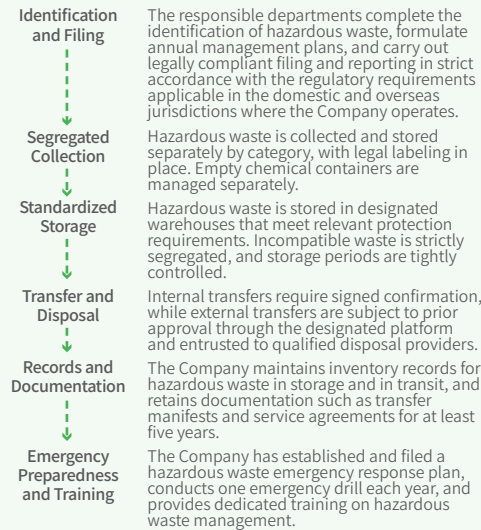 Identification
and Filing
The responsible departments complete the
identification of hazardous waste, formulate
annual management plans, and carry out
legally compliant filing and reporting in strict
accordance with the regulatory requirements
applicable in the domestic and overseas
jurisdictions where the Company operates.
Segregated
Collection
Hazardous waste is collected and stored
separately by category, with legal labeling in
place. Empty chemical containers are
managed separately.
Standardized
Storage
Hazardous waste is stored in designated
warehouses that meet relevant protection
requirements. Incompatible waste is strictly
segregated, and storage periods are tightly
controlled.
Transfer and
Disposal
Internal transfers require signed confirmation,
while external transfers are subject to prior
approval through the designated platform
and entrusted to qualified disposal providers.
Records and
Documentation
The Company maintains inventory records for
hazardous waste in storage and in transit, and
retains documentation such as transfer
manifests and service agreements for at least
five years.
Emergency
Preparedness
and Training
The Company has established and filed a
hazardous waste emergency response plan,
conducts one emergency drill each year, and
provides dedicated training on hazardous
waste management.